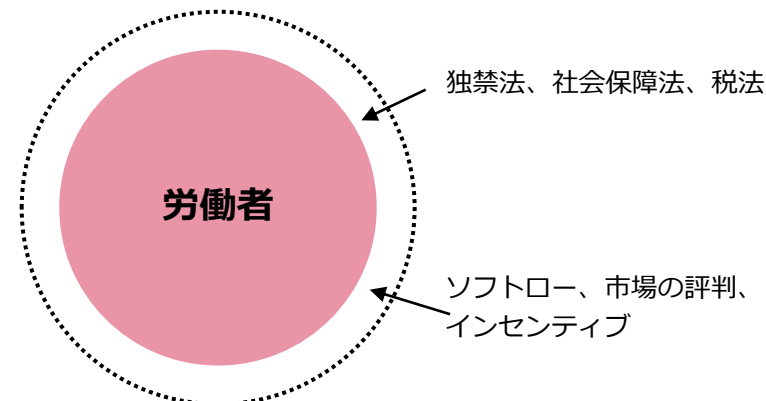 独禁法、社会保障法、税法
労働者
ソフトロー、市場の評判、
インセンティブ